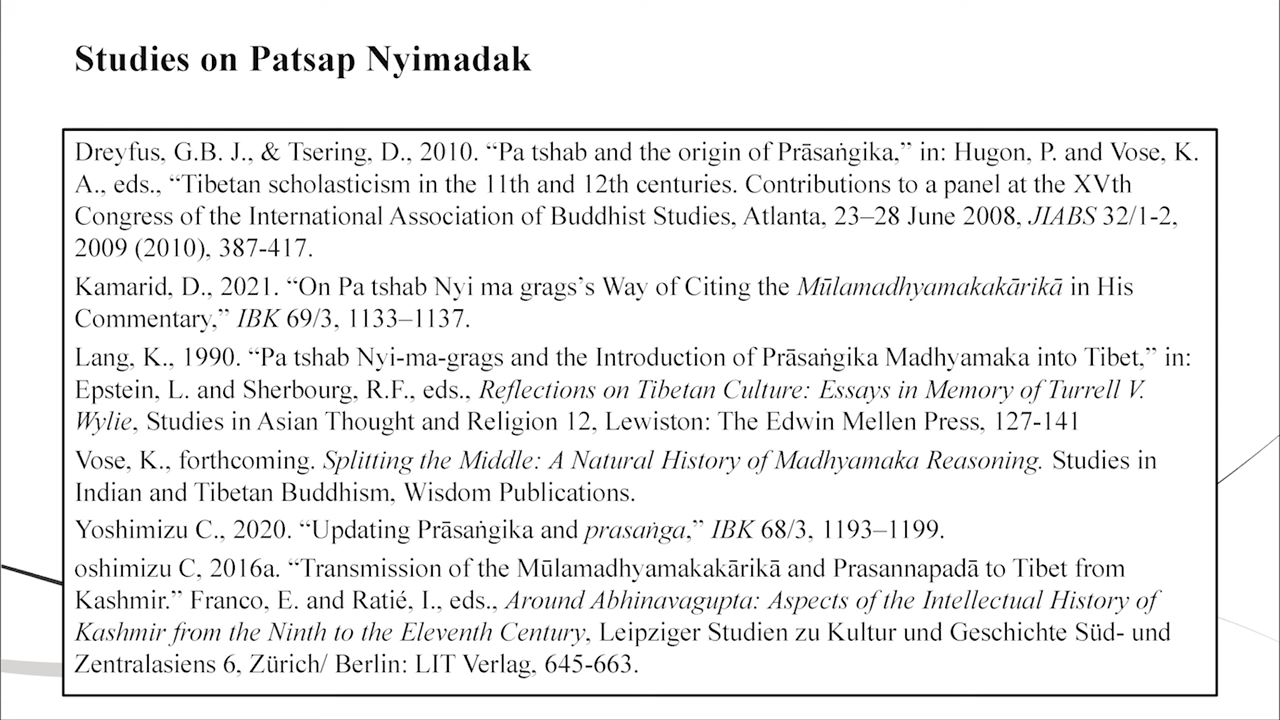 Studies on Patsap Nyimadak
Dreyfus, G.B. J., & Tsering, D., 2010. “Pa tshab and the origin of Prāsaṅgika,” in: Hugon, P. and Vose, K.
A., eds., “Tibetan scholasticism in the 11th and 12th centuries. Contributions to a panel at the XVth
Congress of the International Association of Buddhist Studies, Atlanta, 23–28 June 2008, JIABS 32/1-2,
2009 (2010), 387-417.
Kamarid, D., 2021. “On Pa tshab Nyi ma grags’s Way of Citing the Mūlamadhyamakakārikā in His
Commentary,” IBK 69/3, 1133–1137.
Lang, K., 1990. “Pa tshab Nyi-ma-grags and the Introduction of Prāsaṅgika Madhyamaka into Tibet,” in:
Epstein, L. and Sherbourg, R.F., eds., Reflections on Tibetan Culture: Essays in Memory of Turrell V.
Wylie, Studies in Asian Thought and Religion 12, Lewiston: The Edwin Mellen Press, 127-141
Vose, K., forthcoming. Splitting the Middle: A Natural History of Madhyamaka Reasoning. Studies in
Indian and Tibetan Buddhism, Wisdom Publications.
Yoshimizu C., 2020. “Updating Prāsaṅgika and prasaṅga,” IBK 68/3, 1193–1199.
oshimizu C, 2016a. “Transmission of the Mūlamadhyamakakārikā and Prasannapadā to Tibet from
Kashmir.” Franco, E. and Ratié, I., eds., Around Abhinavagupta: Aspects of the Intellectual History of
Kashmir from the Ninth to the Eleventh Century, Leipziger Studien zu Kultur und Geschichte Süd- und
Zentralasiens 6, Zürich/ Berlin: LIT Verlag, 645-663.